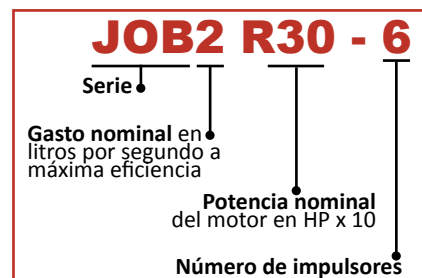 JOB2 R30 - 6
Serie
Gasto nominal en
litros por segundo a
máxima eficiencia
Potencia nominal
del motor en HP x 10
Número de impulsores